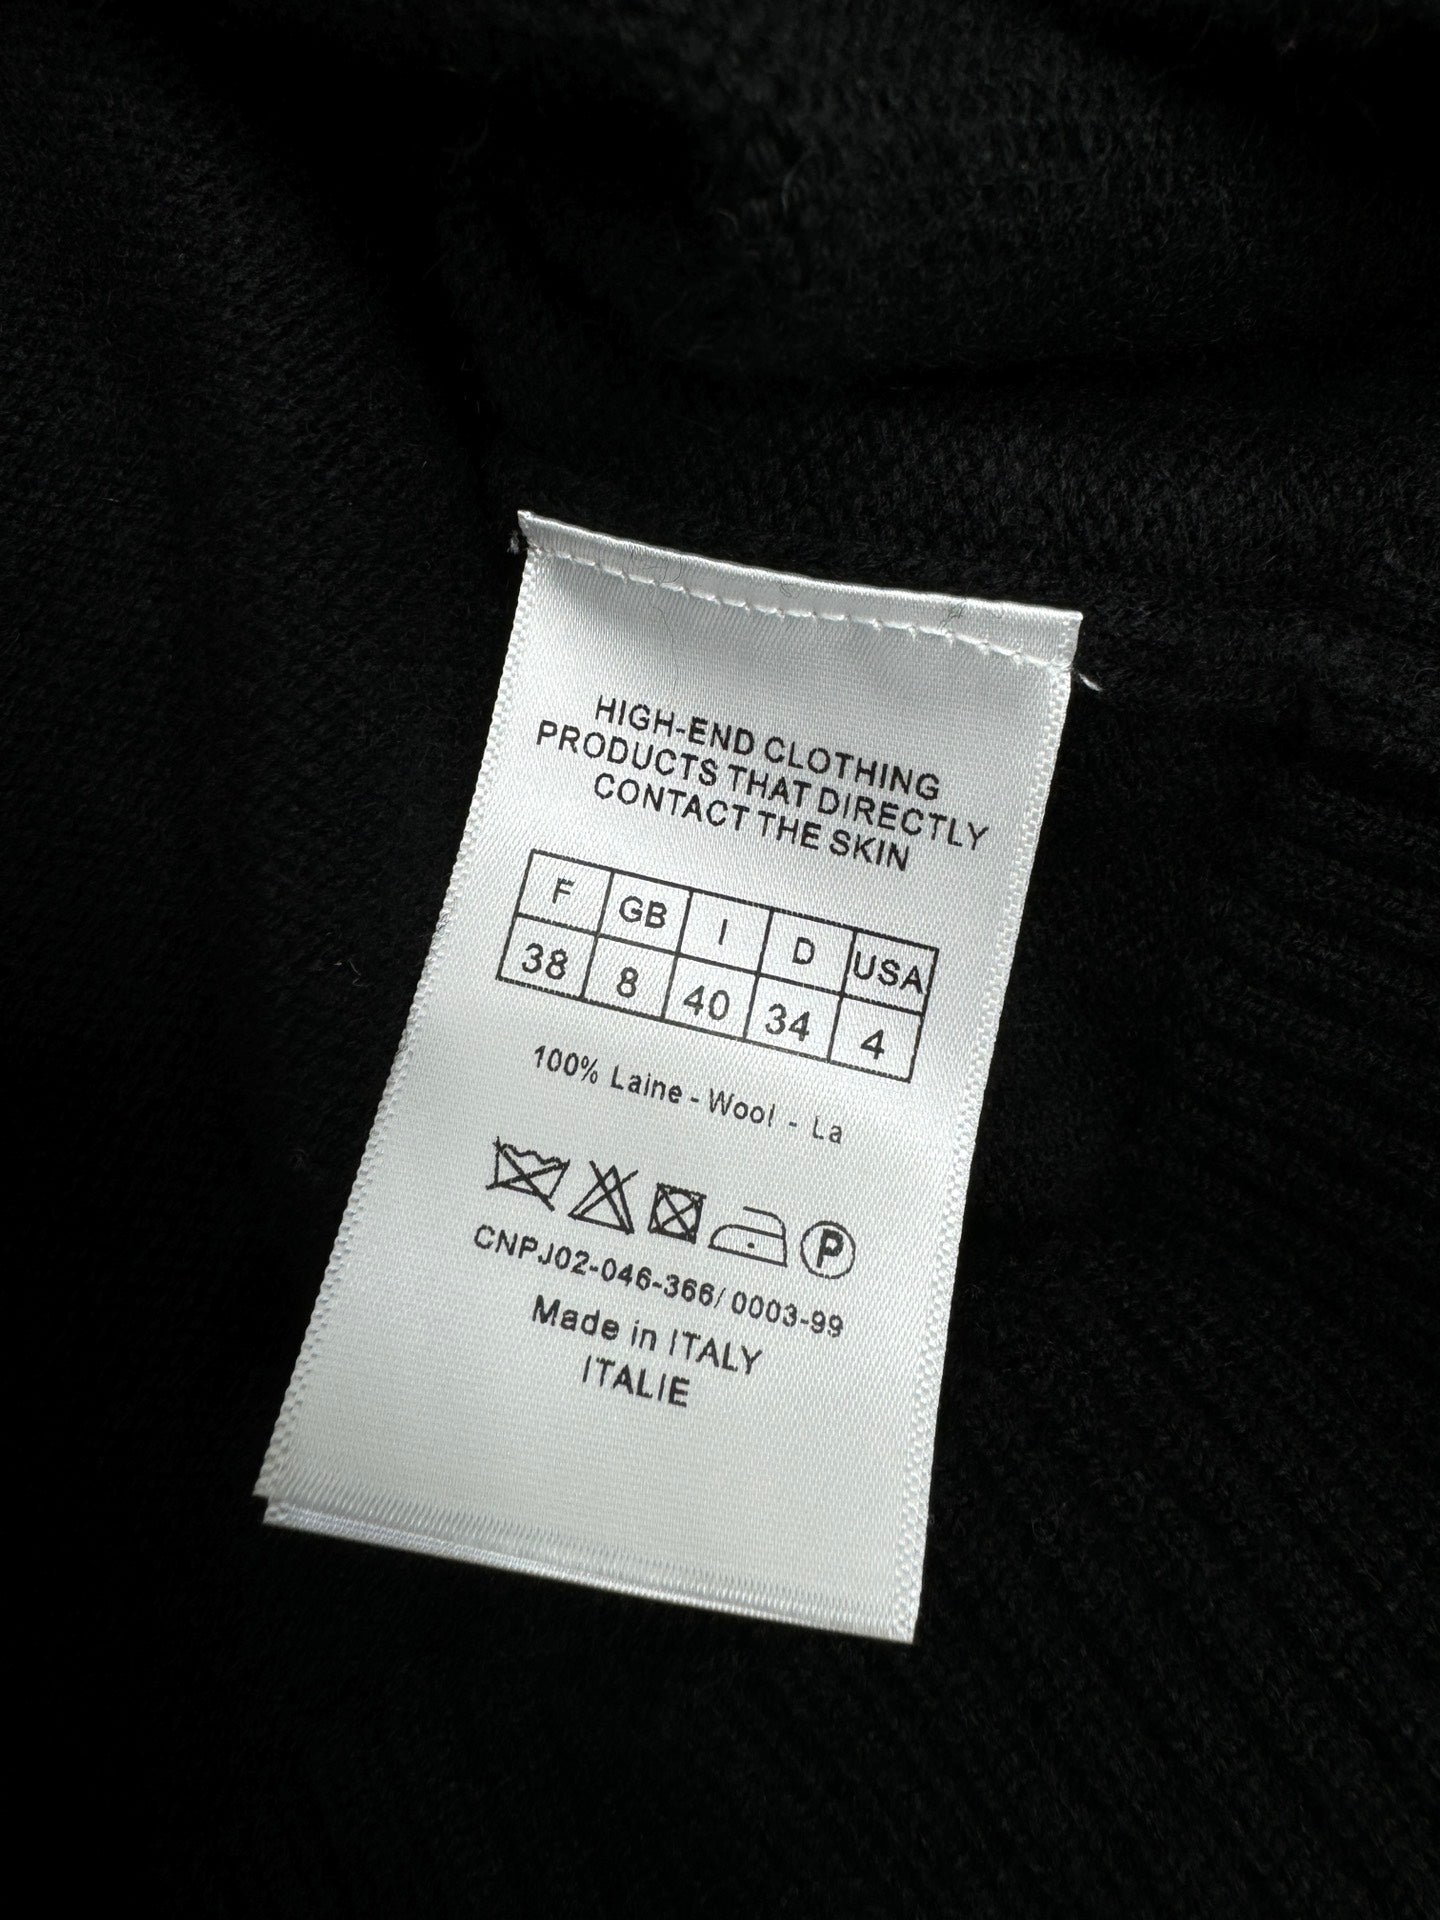 HIGH-END CLOTHING
PRODUCTS THAT DIRECTLY
CONTACT THE SKIN
F GB I D USA
38 8 40 34 4
100% Laine - Wool - La
P
CNPJ02-046-366/ 0003-99
Made in ITALY
ITALIE